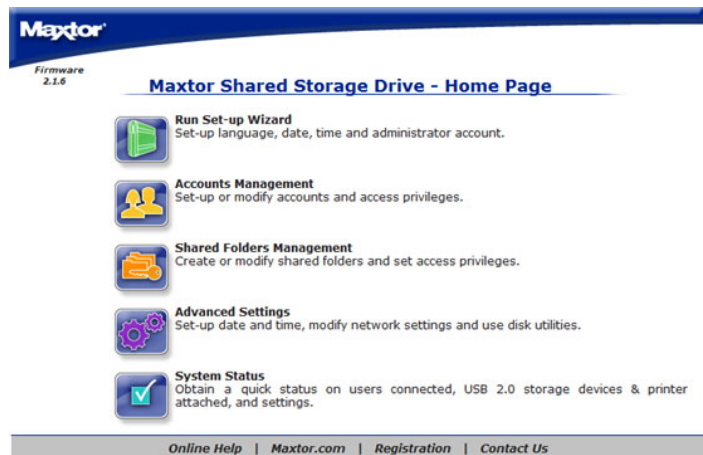 Maxtor
Firmware
2.1.6
Maxtor Shared Storage Drive - Home Page
Run Set-up Wizard
Set-up language, date, time and administrator account.
Accounts Management
Set-up or modify accounts and access privileges.
Shared Folders Management
Create or modify shared folders and set access privileges.
Advanced Settings
Set-up date and time, modify network settings and use disk utilities.
System Status
Obtain a quick status on users connected, USB 2.0 storage devices & printer
attached, and settings.
Online Help | Maxtor.com | Registration | Contact Us